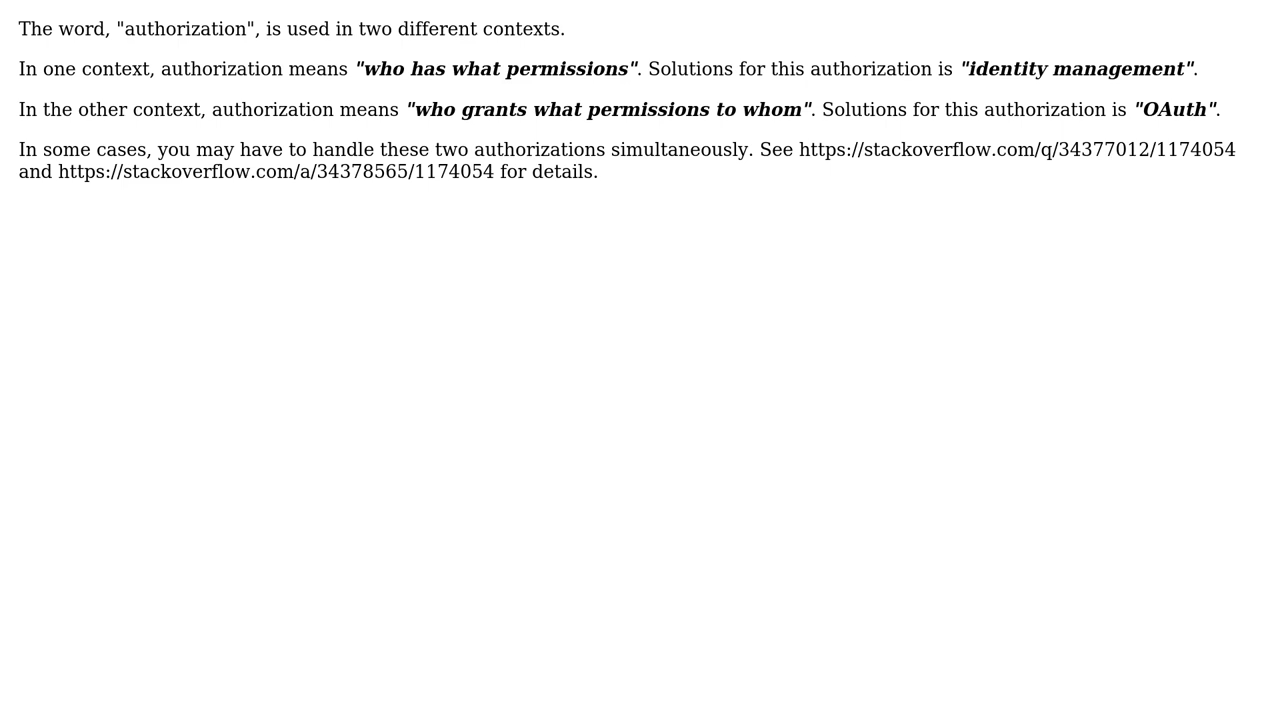 The word, "authorization", is used in two different contexts.
In one context, authorization means "who has what permissions". Solutions for this authorization is "identity management".
In the other context, authorization means "who grants what permissions to whom". Solutions for this authorization is "OAuth".
In some cases, you may have to handle these two authorizations simultaneously. See https://stackoverflow.com/q/34377012/1174054
and https://stackoverflow.com/a/34378565/1174054 for details.